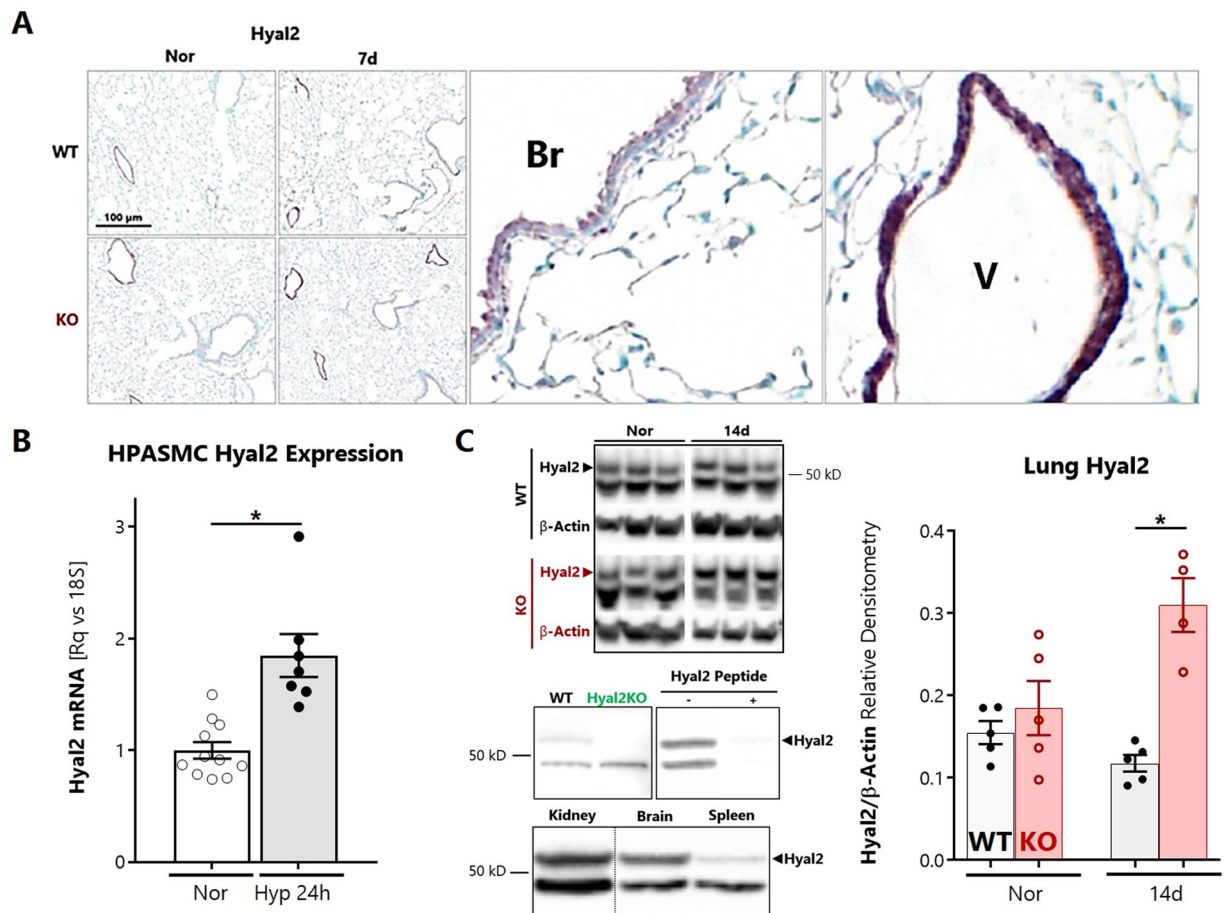 A
Hyal2
Nor 7d
WT
100 µm
KO
Br
V
B
HPASMC Hyal2 Expression
Hyal2 mRNA [Rq vs 18S]
3
2
1
0
*
Nor Hyp 24h
C
Nor 14d
WT
Hyal2
50 kD
β-Actin
KO
Hyal2
β-Actin
WT Hyal2KO
Hyal2 Peptide
- +
50 kD
Hyal2
Kidney Brain Spleen
50 kD
Hyal2
Lung Hyal2
Hyal2/β-Actin Relative Densitometry
0.4
0.3
0.2
0.1
0.0
*
WT KO
Nor 14d